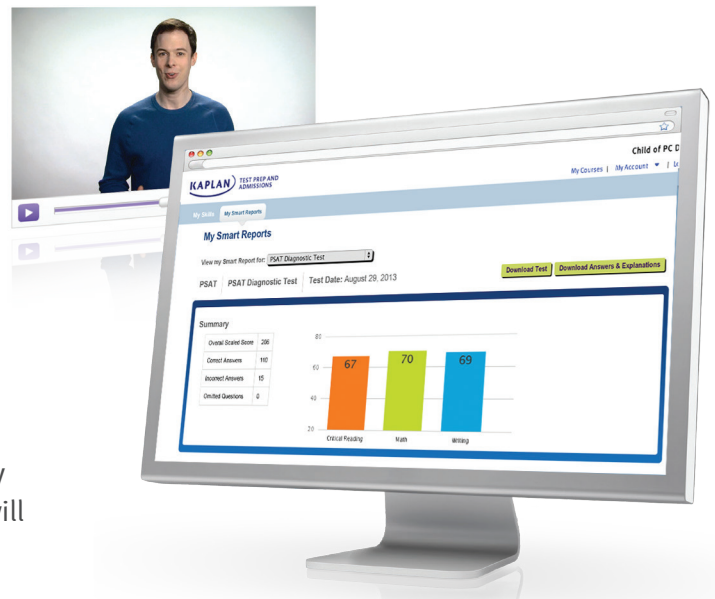 Child of PC D
KAPLAN) TEST PREP AND
ADMISSIONS
My Courses | My Account
My Skills My Smart Reports
My Smart Reports
View my Smart Report for: PSAT Diagnostic Test
Download Test Download Answers & Explanations
PSAT PSAT Diagnostic Test Test Date: August 29, 2013
Summary
Overall Scaled Score 206
Correct Answers 110
Incorrect Answers 15
Omitted Questions 0
80
60
40
20
67
70
69
Critical Reading
Math
Writing
y
will